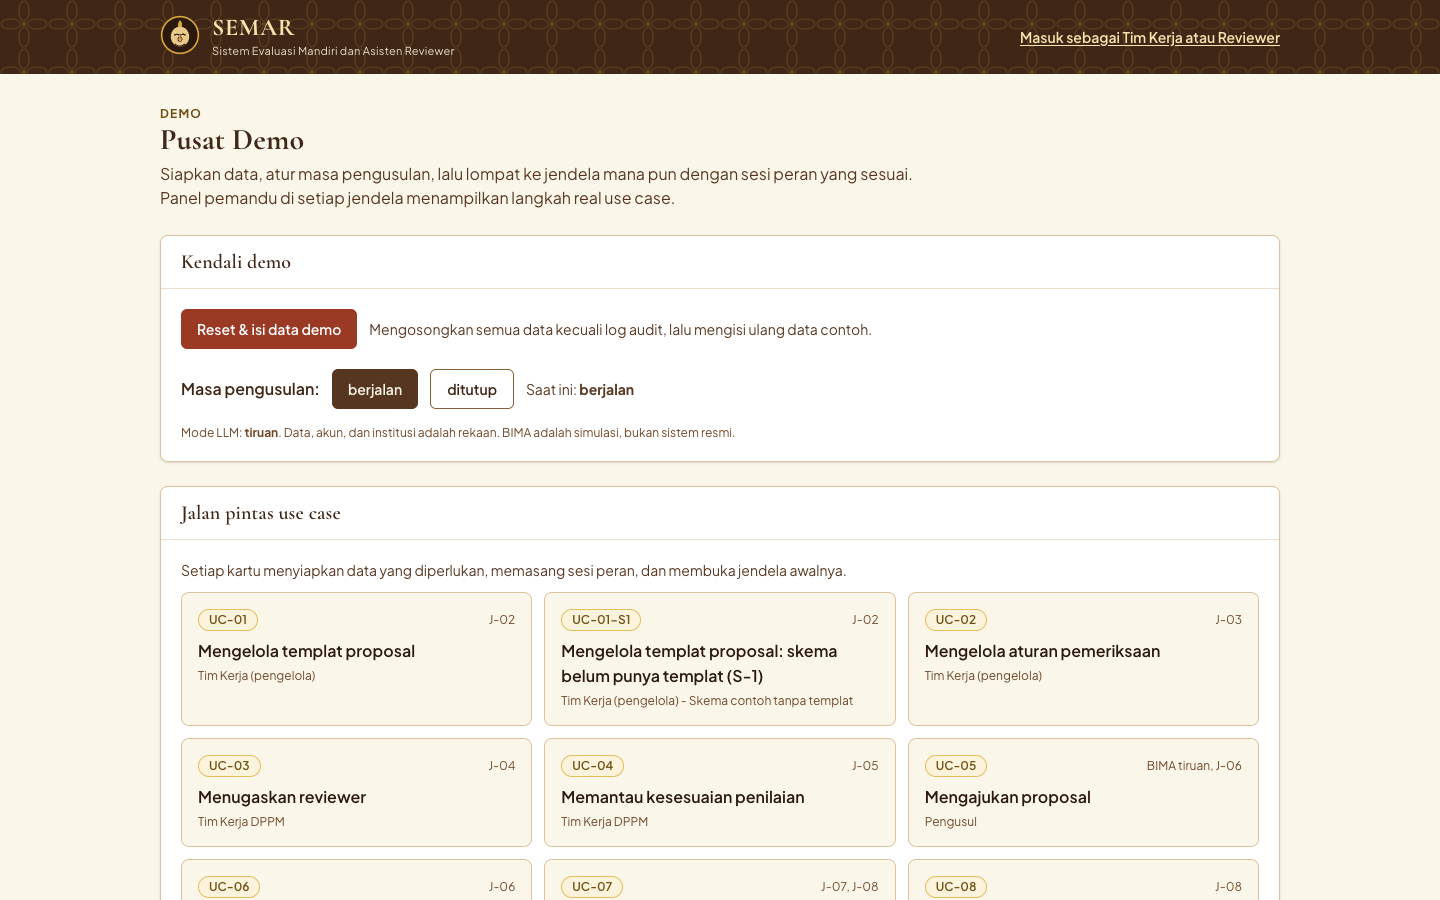 SEMAR
Sistem Evaluasi Mandiri dan Asisten Reviewer
Masuk sebagai Tim Kerja atau Reviewer
DEMO
Pusat Demo
Siapkan data, atur masa pengusulan, lalu lompat ke jendela mana pun dengan sesi peran yang sesuai.
Panel pemandu di setiap jendela menampilkan langkah real use case.
Kendali demo
Reset & isi data demo
Mengosongkan semua data kecuali log audit, lalu mengisi ulang data contoh.
Masa pengusulan:
berjalan
ditutup
Saat ini: berjalan
Mode LLM: tiruan. Data, akun, dan institusi adalah rekaan. BIMA adalah simulasi, bukan sistem resmi.
Jalan pintas use case
Setiap kartu menyiapkan data yang diperlukan, memasang sesi peran, dan membuka jendela awalnya.
UC-01
J-02
Mengelola templat proposal
Tim Kerja (pengelola)
UC-01-S1
J-02
Mengelola templat proposal: skema
belum punya templat (S-1)
Tim Kerja (pengelola) - Skema contoh tanpa templat
UC-02
J-03
Mengelola aturan pemeriksaan
Tim Kerja (pengelola)
UC-03
J-04
Menugaskan reviewer
Tim Kerja DPPM
UC-04
J-05
Memantau kesesuaian penilaian
Tim Kerja DPPM
UC-05
BIMA tiruan, J-06
Mengajukan proposal
Pengusul
UC-06
J-06
UC-07
J-07, J-08
UC-08
J-08